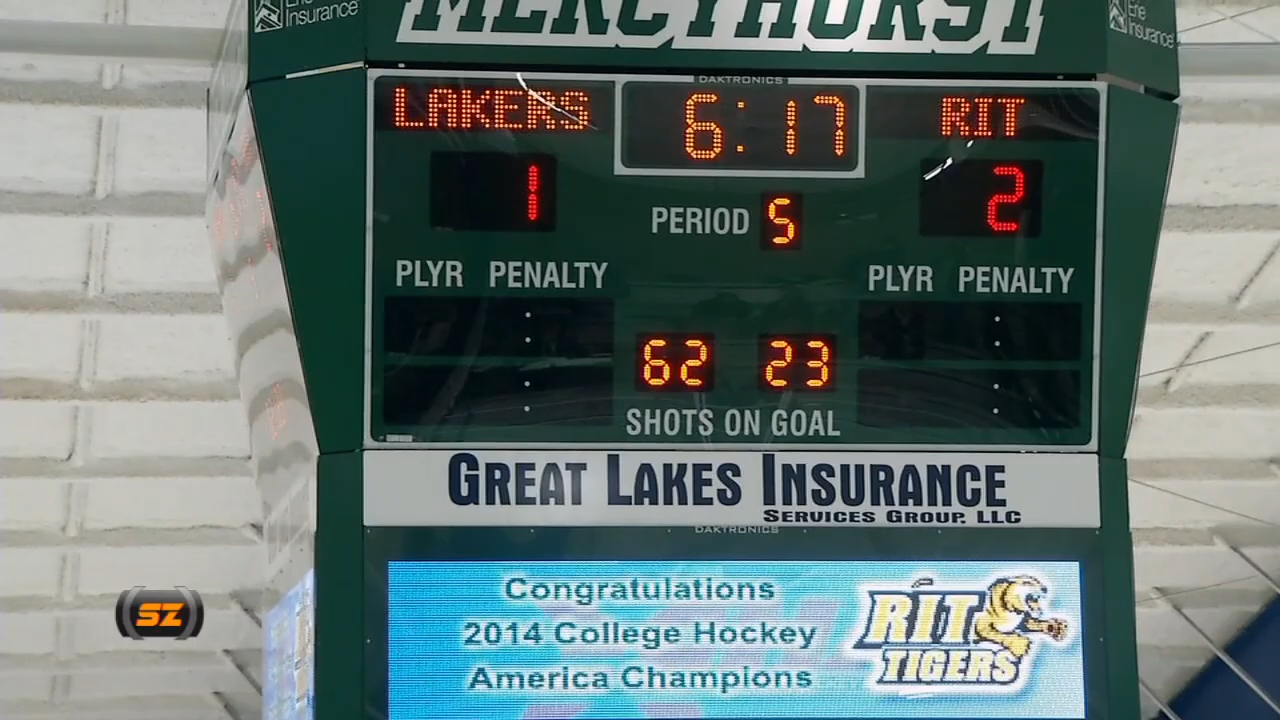 Erie Insurance
MERCYHURST
Erie Insurance
DAKTRONICS
LAKERS 6:17 RIT
1 2
PERIOD 5
PLYR PENALTY PLYR PENALTY
62 23
SHOTS ON GOAL
GREAT LAKES INSURANCE
SERVICES GROUP, LLC
DAKTRONICS
Congratulations
2014 College Hockey
America Champions
RIT
TIGERS
SZ